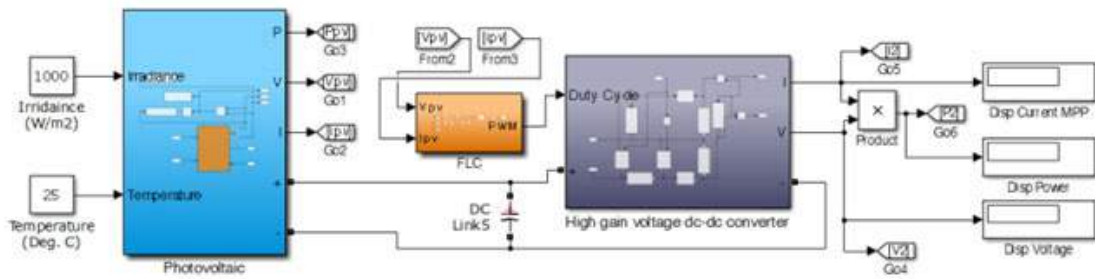 1000
Irridaince
(W/m2)
25
Temperature
(Deg. C)
Irradiance
Temperature
P
V
I
+
-
Photovoltaic
[Ppv]
Go3
[Vpv]
Go1
[Ipv]
Go2
[Vpv]
From2
[Ipv]
From3
Vpv
Ipv
PWM
FLC
DC
Link5
Duty Cycle
+
I
V
-
High gain voltage dc-dc converter
[I2]
Go5
×
Product
[P2]
Go6
[V2]
Go4
Disp Current MPP
Disp Power
Disp Voltage